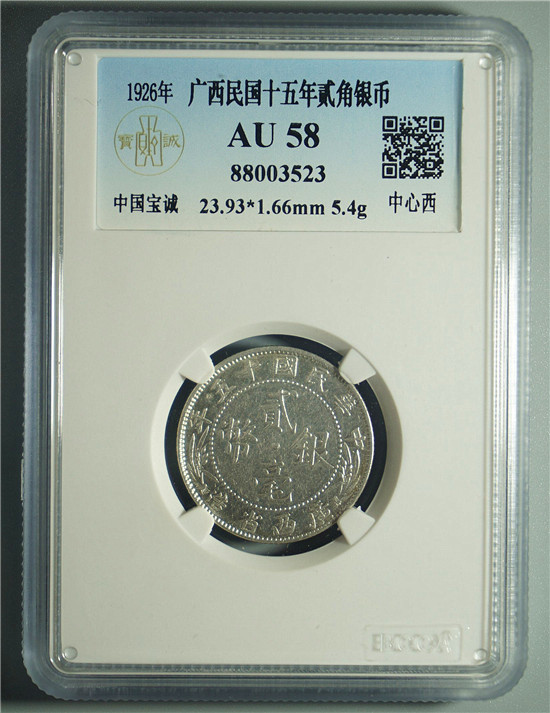 1926年 广西民国十五年贰角银币
AU 58
寶 誠
88003523
中国宝诚 23.93*1.66mm 5.4g 中心西
年五十國民華中
貳毫
幣銀
造省西廣